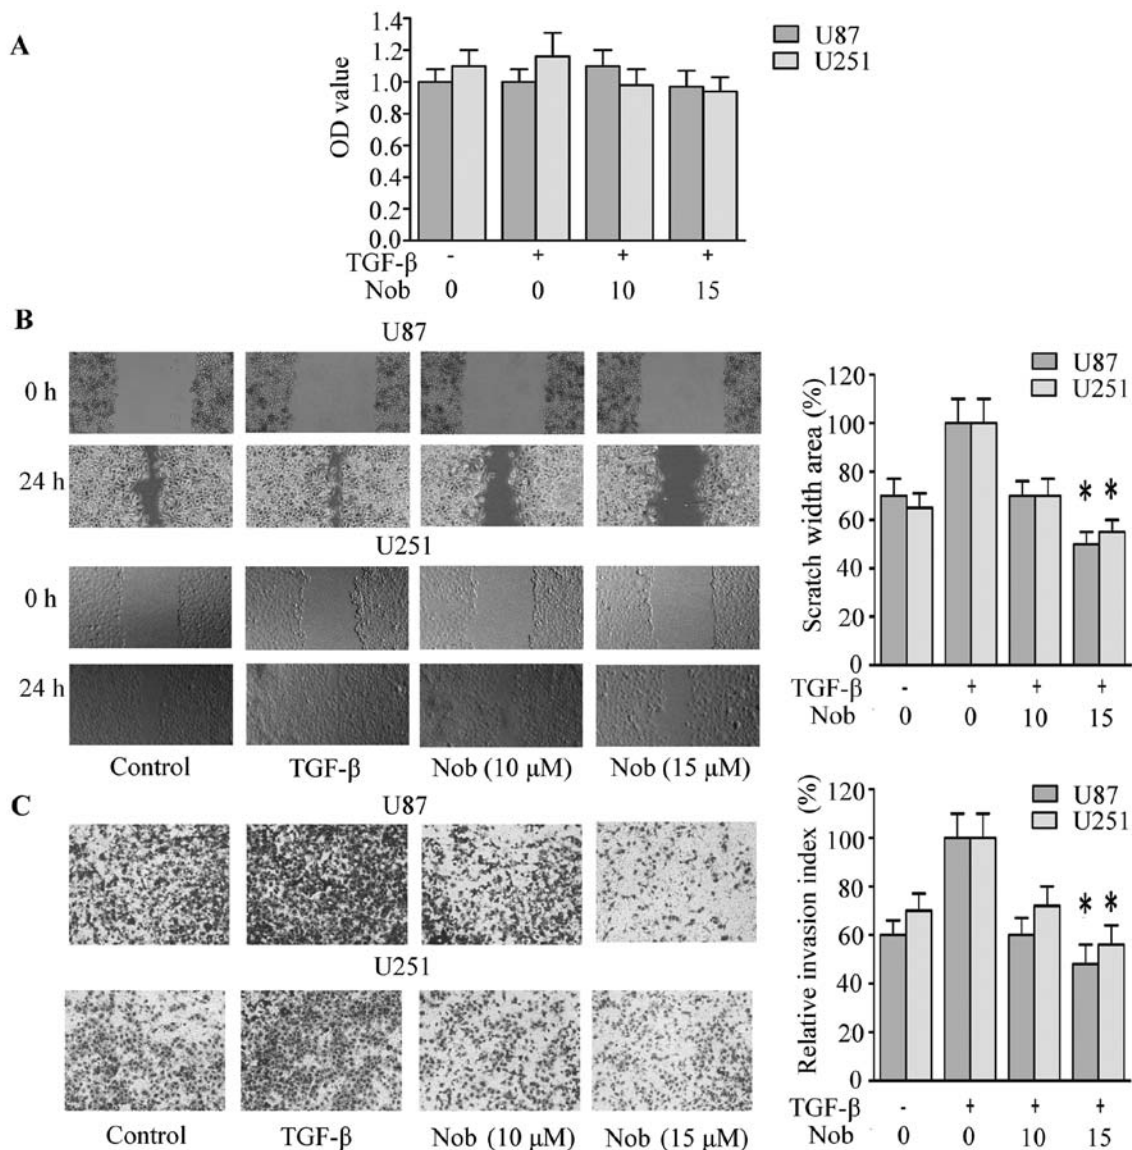 A
OD value
1.4
1.2
1.0
0.8
0.6
0.4
0.2
0.0
U87
U251
TGF-β - + + +
Nob 0 0 10 15
B
U87
0 h
24 h
U251
0 h
24 h
Control TGF-β Nob (10 μM) Nob (15 μM)
Scratch width area (%)
120
100
80
60
40
20
0
U87
U251
* *
TGF-β - + + +
Nob 0 0 10 15
C
U87
U251
Control TGF-β Nob (10 μM) Nob (15 μM)
Relative invasion index (%)
120
100
80
60
40
20
0
U87
U251
* *
TGF-β - + + +
Nob 0 0 10 15